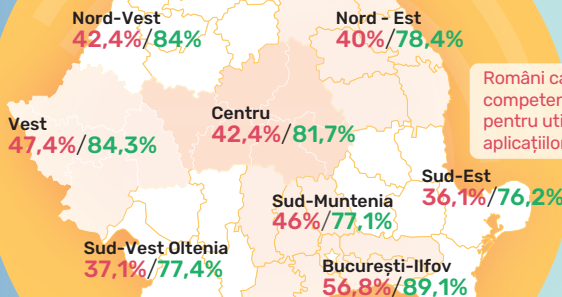 Nord-Vest
42,4%/84%
Nord - Est
40%/78,4%
Români ca
competen
pentru uti
aplicațiilor
Vest
47,4%/84,3%
Centru
42,4%/81,7%
Sud-Est
36,1%/76,2%
Sud-Muntenia
46%/77,1%
Sud-Vest Oltenia
37,1%/77,4%
București-Ilfov
56,8%/89,1%